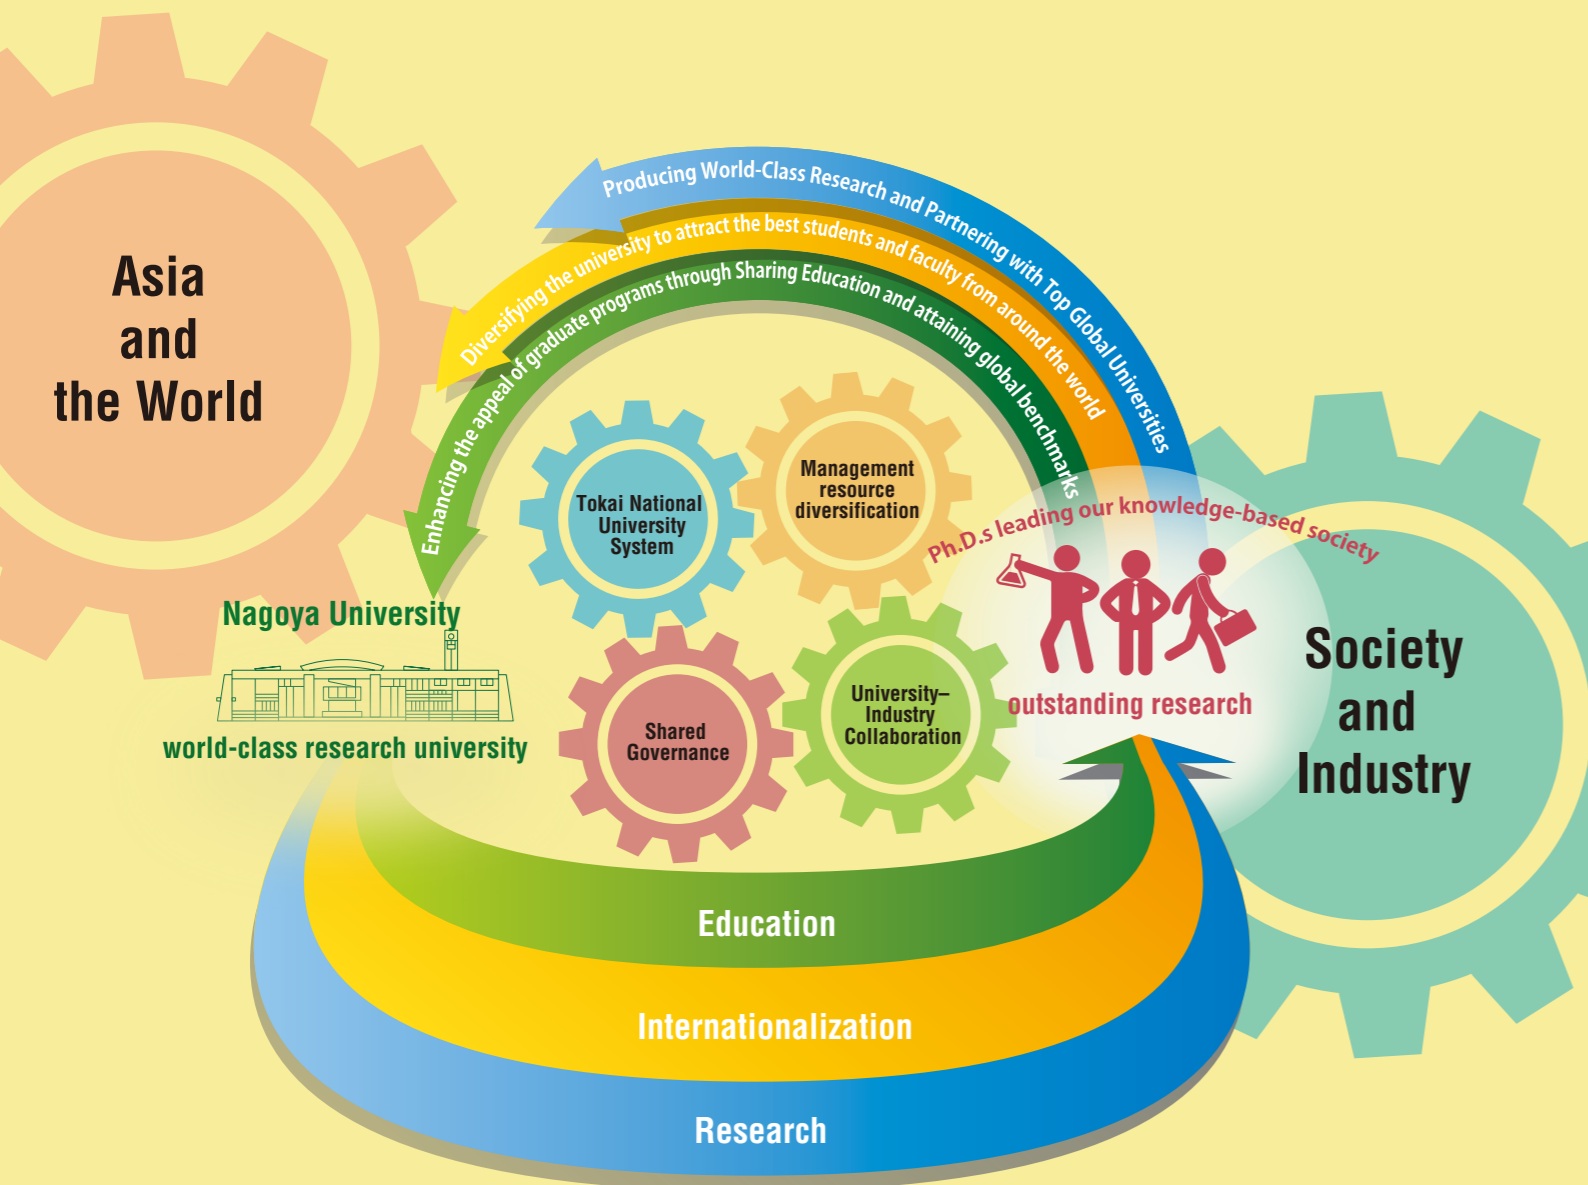 Producing World-Class Research and Partnering with Top Global Universities
Diversifying the university to attract the best students and faculty from around the world
Enhancing the appeal of graduate programs through Sharing Education and attaining global benchmarks
Asia
and
the World
Tokai National
University
System
Management
resource
diversification
Ph.D.s leading our knowledge-based society
outstanding research
Nagoya University
world-class research university
Shared
Governance
University–
Industry
Collaboration
Society
and
Industry
Education
Internationalization
Research